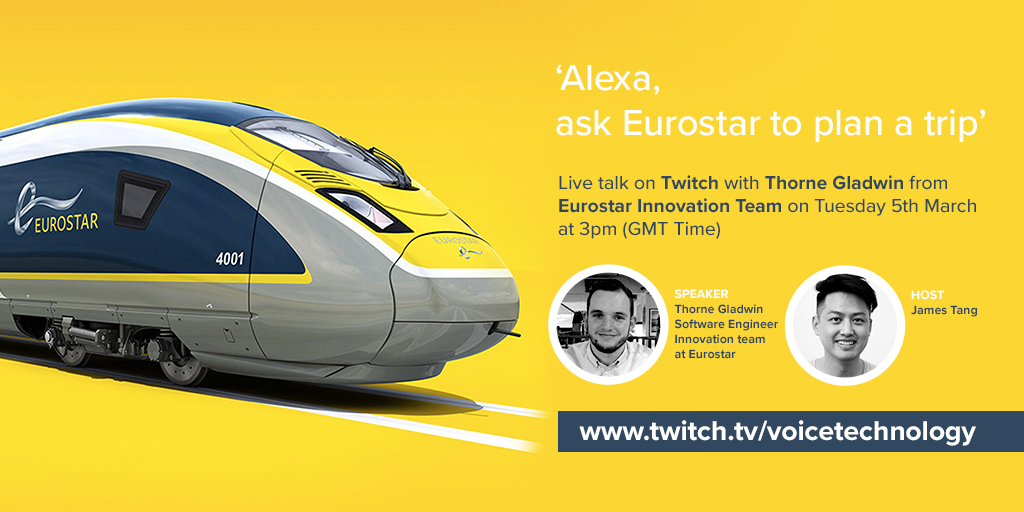 ‘Alexa,
ask Eurostar to plan a trip’
Live talk on Twitch with Thorne Gladwin from
Eurostar Innovation Team on Tuesday 5th March
at 3pm (GMT Time)
SPEAKER
Thorne Gladwin
Software Engineer
Innovation team
at Eurostar
HOST
James Tang
www.twitch.tv/voicetechnology
EUROSTAR
4001
EUROSTAR